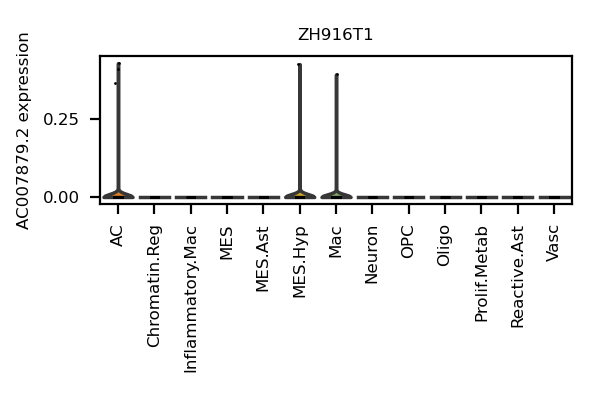 ZH916T1
AC007879.2 expression
0.25
0.00
AC
Chromatin.Reg
Inflammatory.Mac
MES
MES.Ast
MES.Hyp
Mac
Neuron
OPC
Oligo
Prolif.Metab
Reactive.Ast
Vasc